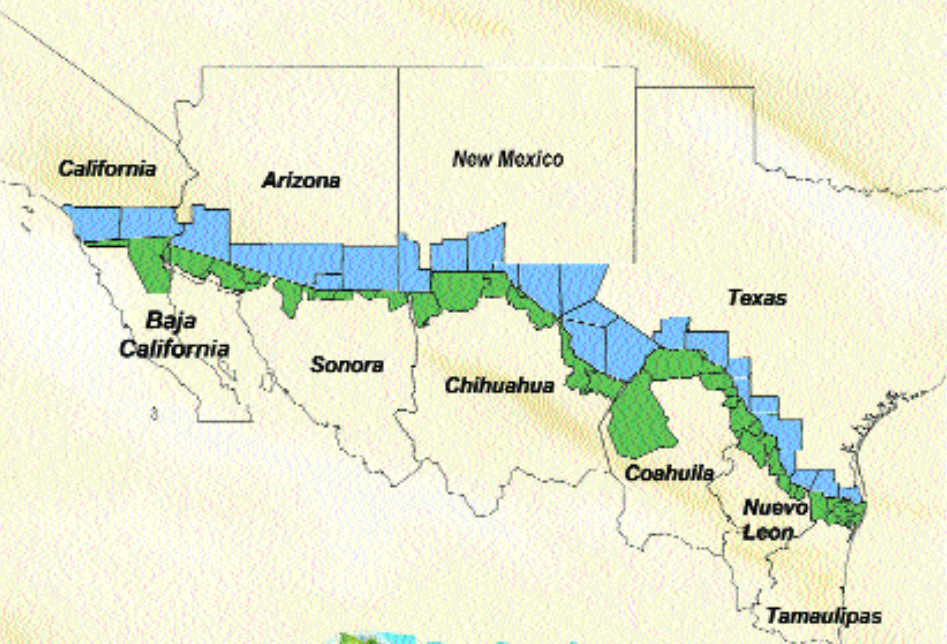 California
Arizona
New Mexico
Texas
Baja
California
Sonora
Chihuahua
Coahuila
Nuevo
Leon
Tamaulipas